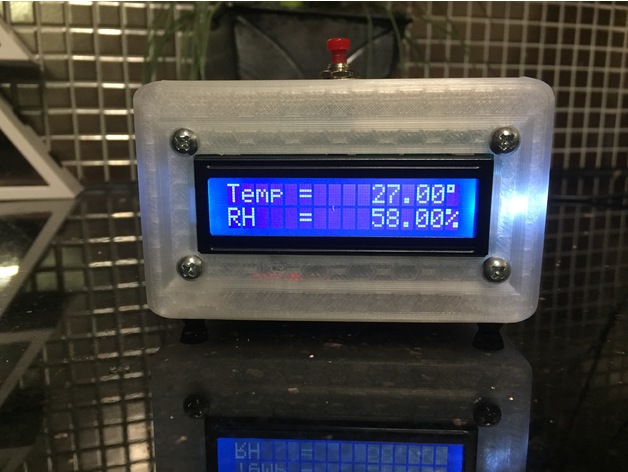 Temp = 27.00°
RH = 58.00%